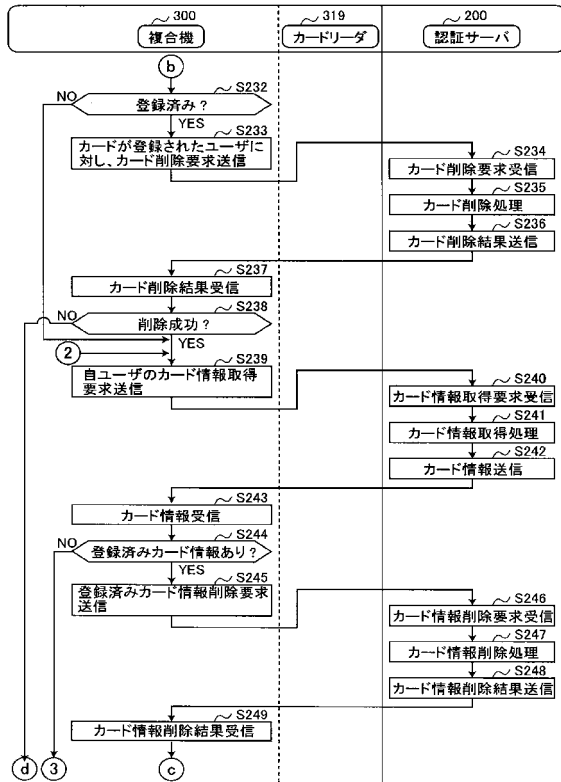 300
複合機
319
カードリーダ
200
認証サーバ
b
S232
NO
登録済み?
YES
S233
カードが登録されたユーザに
対し、カード削除要求送信
S234
カード削除要求受信
S235
カード削除処理
S236
カード削除結果送信
S237
カード削除結果受信
S238
NO
削除成功?
YES
2
S239
自ユーザのカード情報取得
要求送信
S240
カード情報取得要求受信
S241
カード情報取得処理
S242
カード情報送信
S243
カード情報受信
S244
NO
登録済みカード情報あり?
YES
S245
登録済みカード情報削除要求
送信
S246
カード情報削除要求受信
S247
カード情報削除処理
S248
カード情報削除結果送信
S249
カード情報削除結果受信
d
3
c